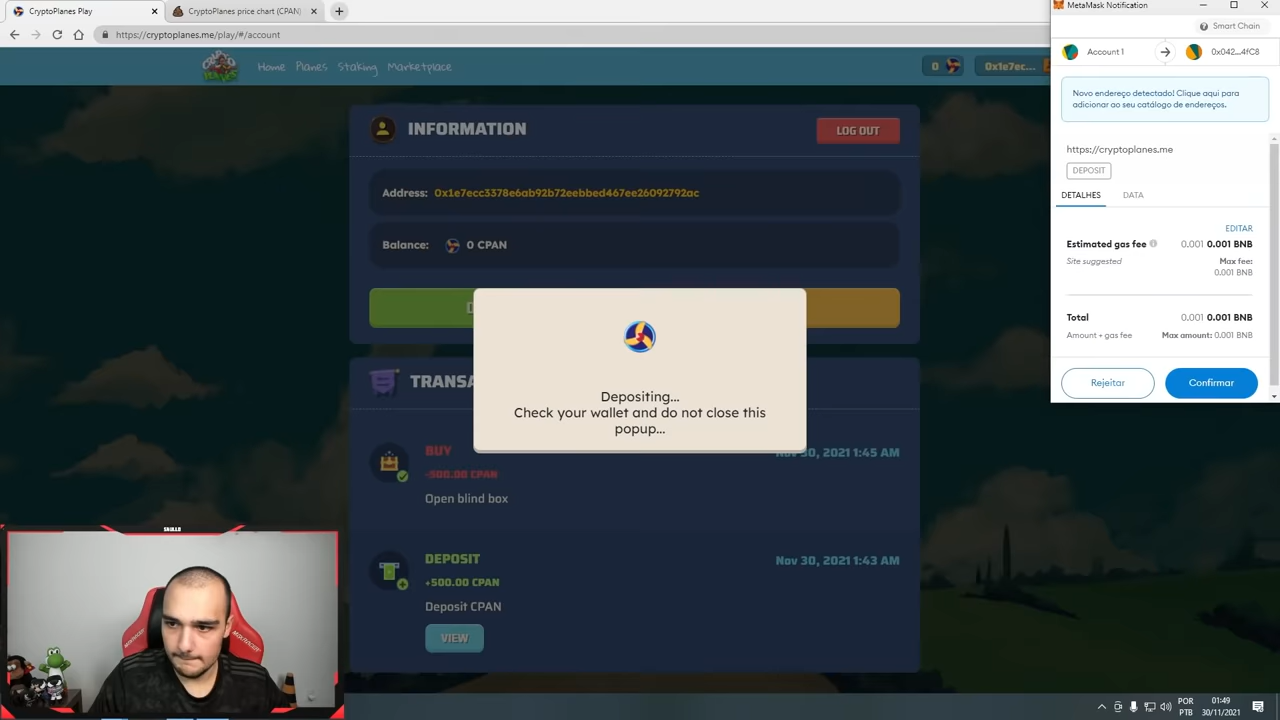 CryptoPlanes Play
CryptoPlanes price chart (CPAN)
https://cryptoplanes.me/play/#/account
Home Planes Staking Marketplace
0
0x1e7ec...
INFORMATION
LOG OUT
Address: 0x1e7ecc3378e6ab92b72eebbed467ee26092792ac
Balance: 0 CPAN
Depositing...
Check your wallet and do not close this
popup...
TRANSA
BUY
-500.00 CPAN
Open blind box
Nov 30, 2021 1:45 AM
DEPOSIT
+500.00 CPAN
Deposit CPAN
VIEW
Nov 30, 2021 1:43 AM
MetaMask Notification
Smart Chain
Account 1
0x042...4fC8
Novo endereço detectado! Clique aqui para
adicionar ao seu catálogo de endereços.
https://cryptoplanes.me
DEPOSIT
DETALHES DATA
EDITAR
Estimated gas fee 0.001 0.001 BNB
Site suggested Max fee:
0.001 BNB
Total 0.001 0.001 BNB
Amount + gas fee Max amount: 0.001 BNB
Rejeitar Confirmar
POR
PTB
01:49
30/11/2021